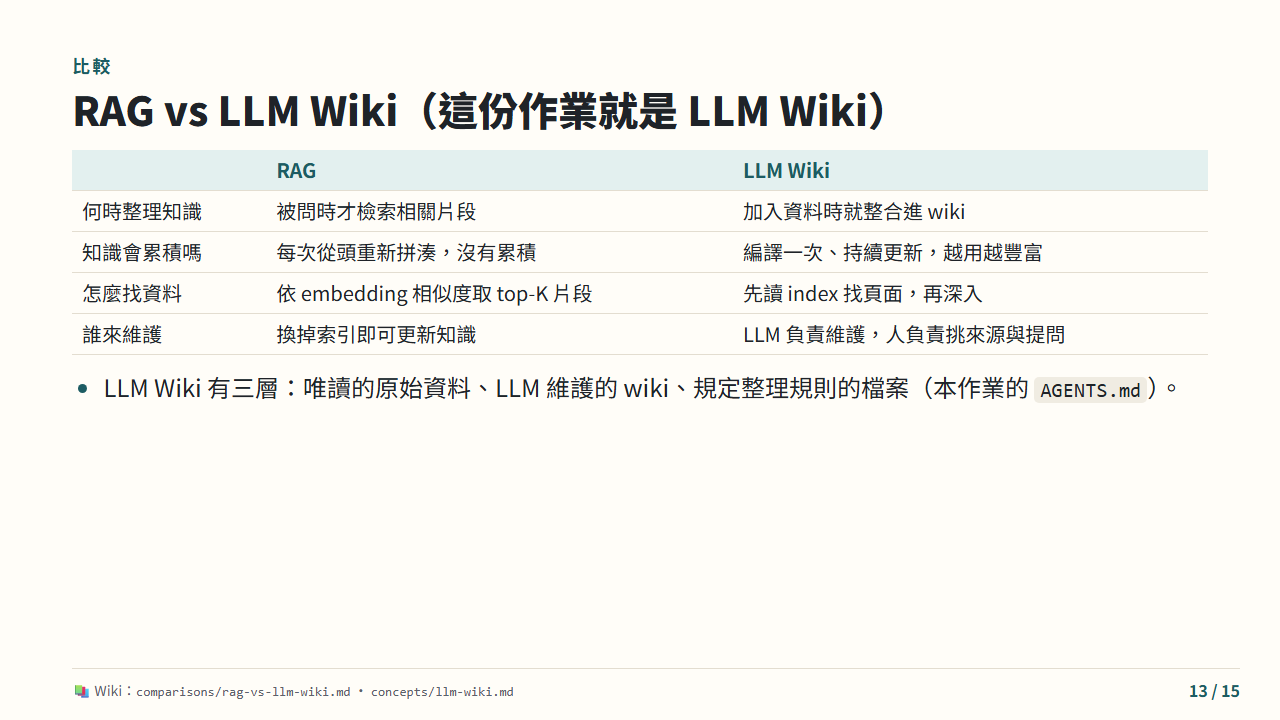 比較
RAG vs LLM Wiki（這份作業就是 LLM Wiki）
RAG LLM Wiki
何時整理知識 被問時才檢索相關片段 加入資料時就整合進 wiki
知識會累積嗎 每次從頭重新拼湊，沒有累積 編譯一次、持續更新，越用越豐富
怎麼找資料 依 embedding 相似度取 top-K 片段 先讀 index 找頁面，再深入
誰來維護 換掉索引即可更新知識 LLM 負責維護，人負責挑來源與提問
• LLM Wiki 有三層：唯讀的原始資料、LLM 維護的 wiki、規定整理規則的檔案（本作業的 AGENTS.md）。
📚 Wiki：comparisons/rag-vs-llm-wiki.md · concepts/llm-wiki.md
13 / 15